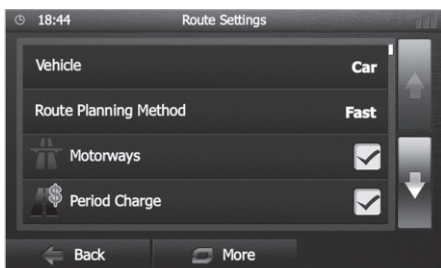 18:44 Route Settings
Vehicle Car
Route Planning Method Fast
Motorways
Period Charge
Back More